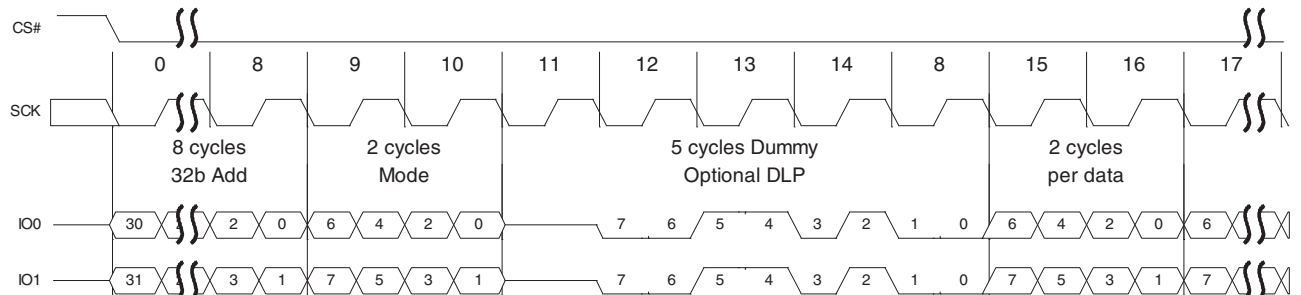 CS#
0 8 9 10 11 12 13 14 8 15 16 17
SCK
8 cycles 2 cycles 5 cycles Dummy 2 cycles
32b Add Mode Optional DLP per data
IO0 30 2 0 6 4 2 0 7 6 5 4 3 2 1 0 6 4 2 0 6
IO1 31 3 1 7 5 3 1 7 6 5 4 3 2 1 0 7 5 3 1 7